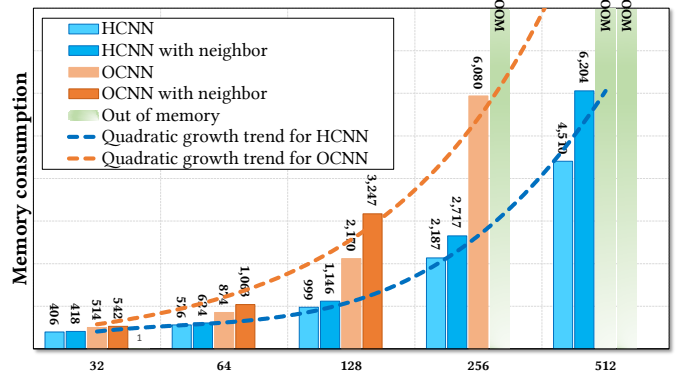 HCNN
HCNN with neighbor
OCNN
OCNN with neighbor
Out of memory
Quadratic growth trend for HCNN
Quadratic growth trend for OCNN
Memory consumption
406
418
514
542
1
576
624
874
1,063
999
1,146
2,170
3,247
2,187
2,717
6,080
OOM
4,510
6,204
OOM
OOM
32
64
128
256
512